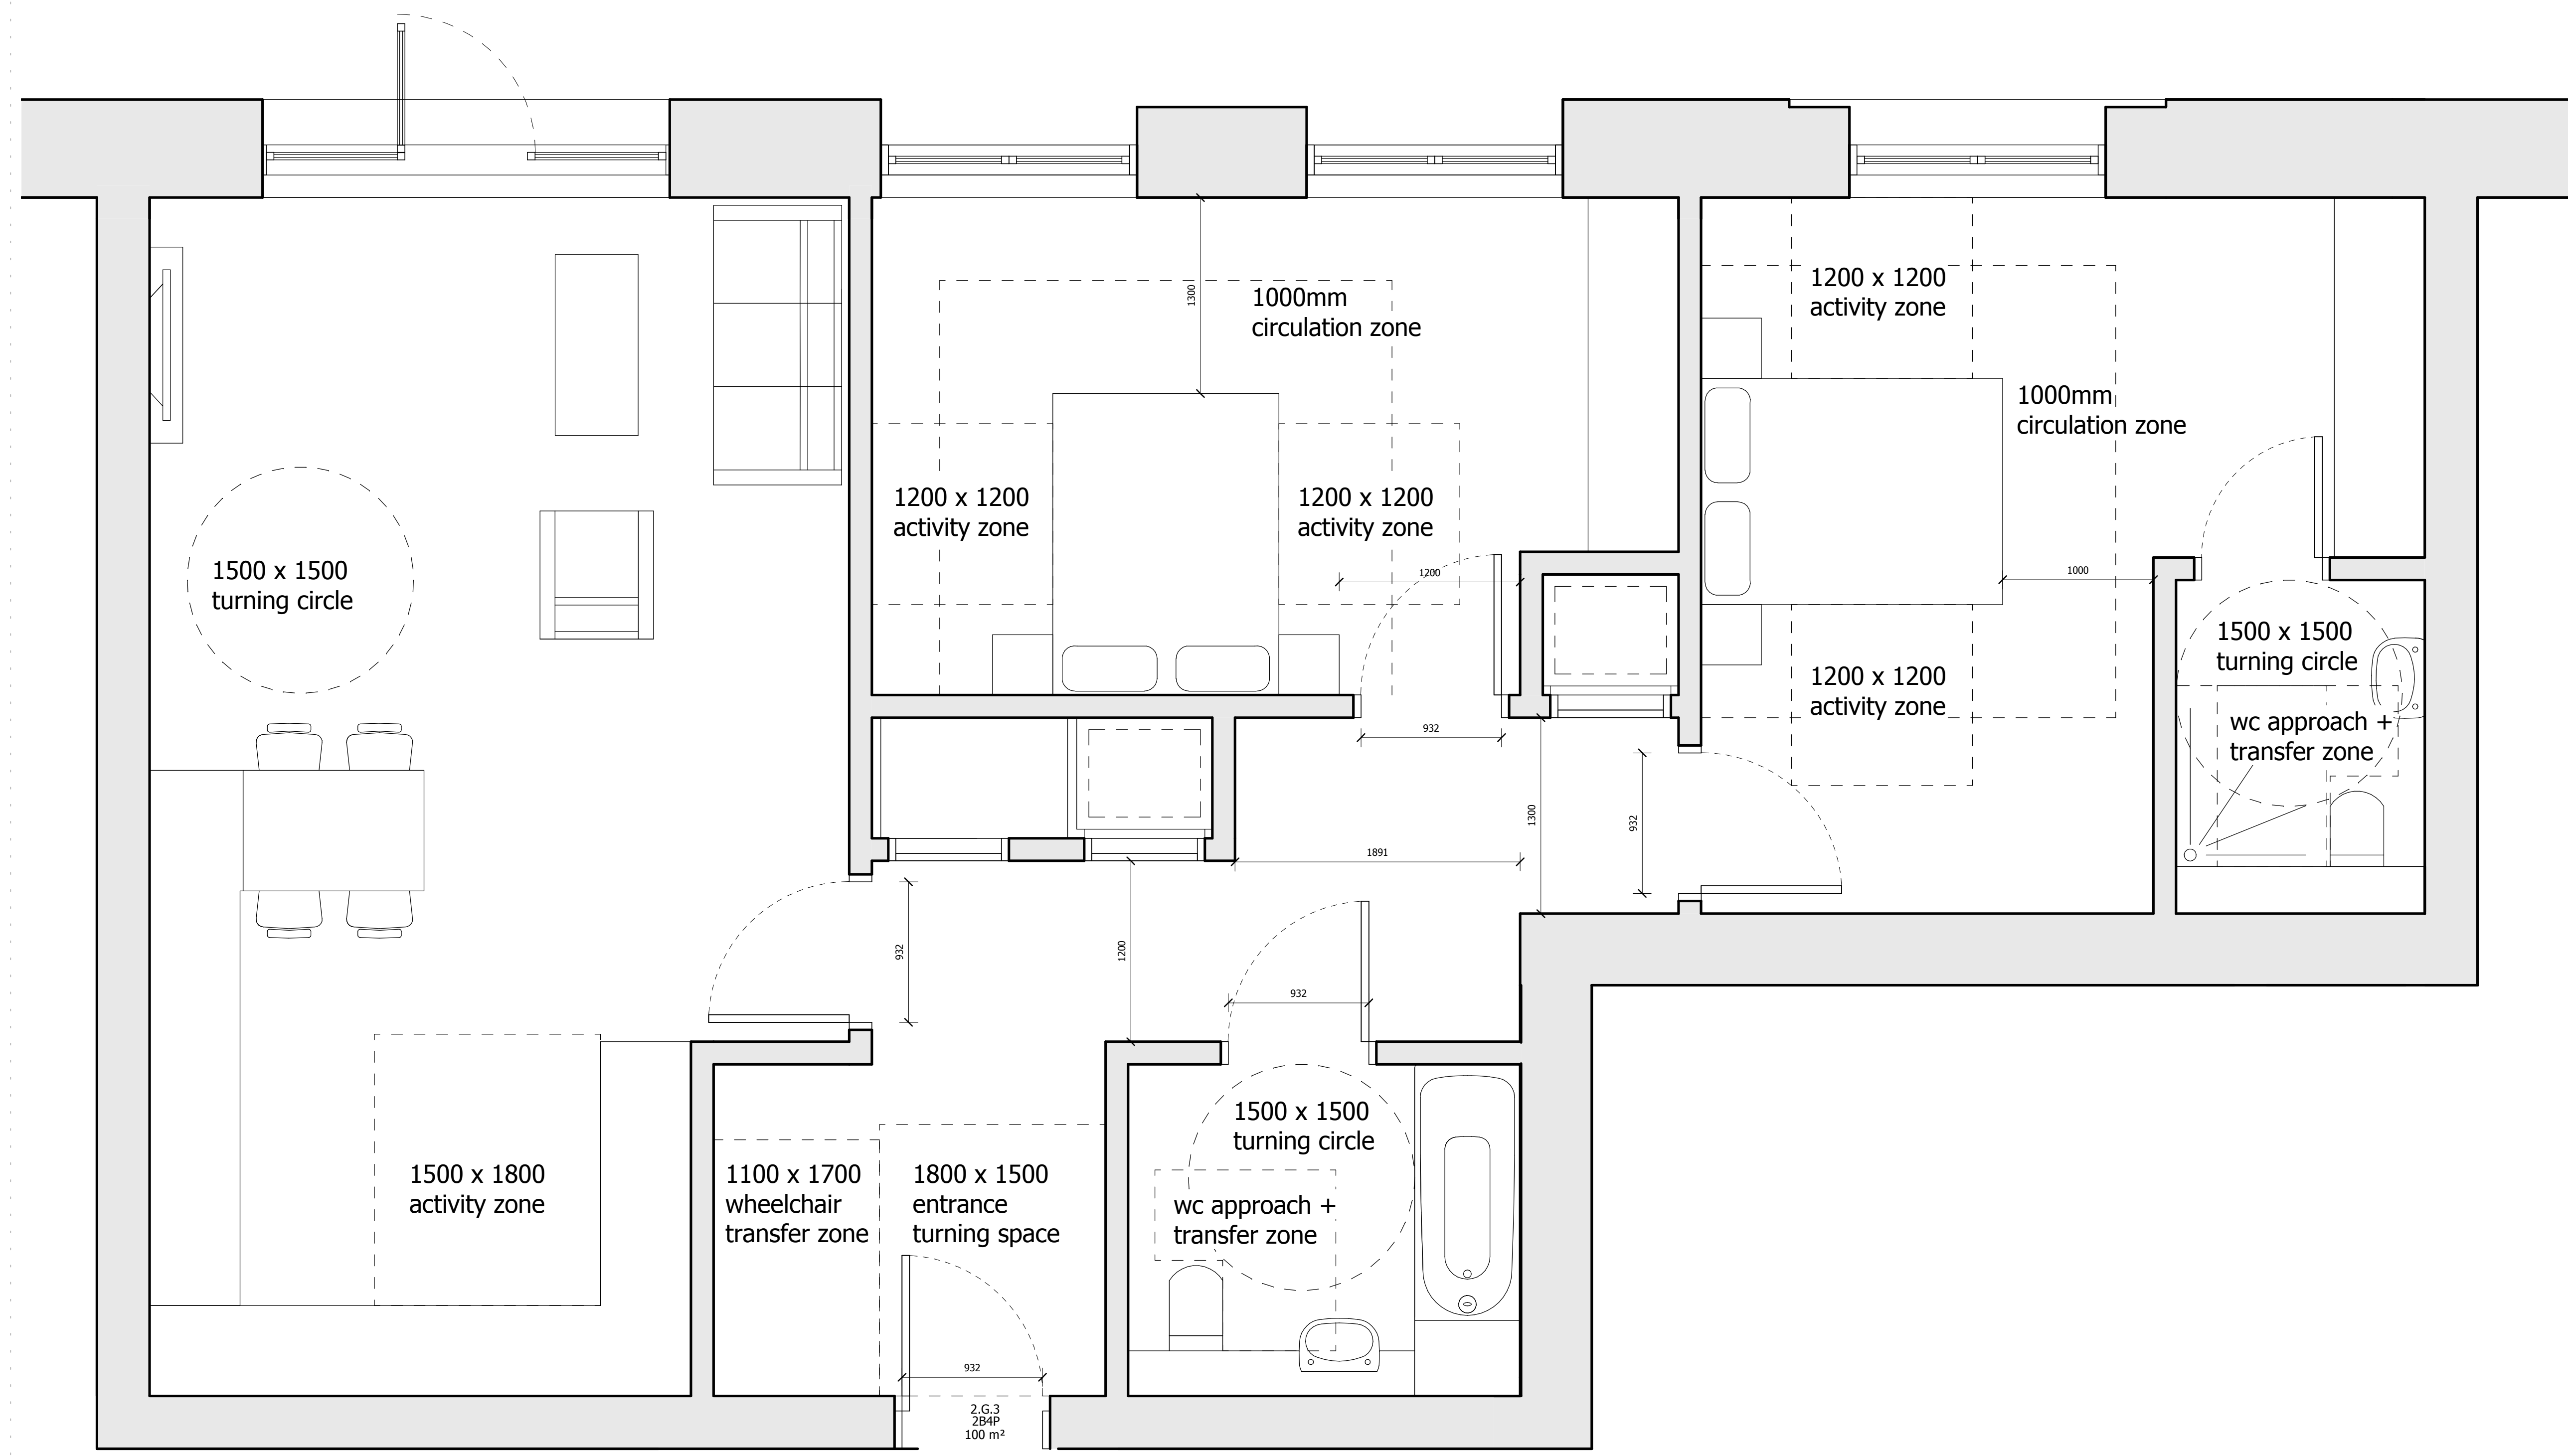 1300
1000mm
circulation zone
1200 x 1200
activity zone
1000mm
circulation zone
1200 x 1200
activity zone
1200 x 1200
activity zone
1500 x 1500
turning circle
1200
1000
1500 x 1500
turning circle
1200 x 1200
activity zone
wc approach +
transfer zone
932
1300
932
1891
932
1200
932
1500 x 1800
activity zone
1100 x 1700
wheelchair
transfer zone
1800 x 1500
entrance
turning space
1500 x 1500
turning circle
wc approach +
transfer zone
932
2.G.3
2B4P
100 m²